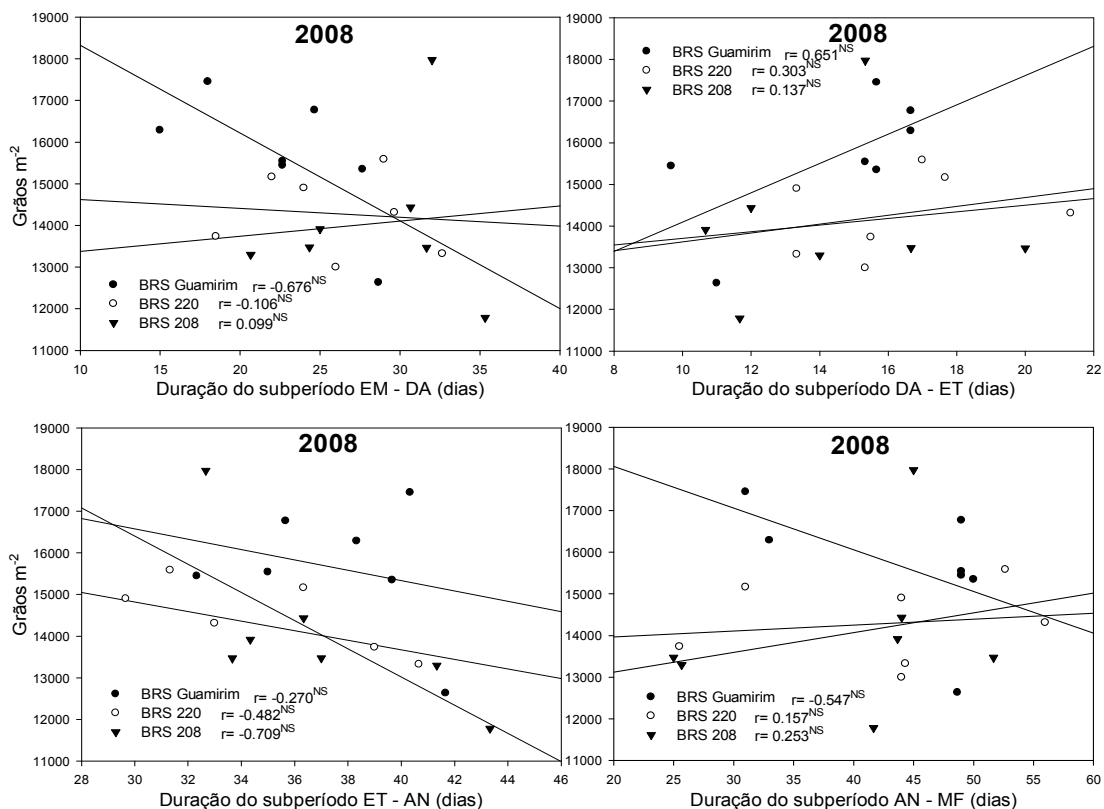 2008
19000
18000
17000
16000
15000
14000
13000
12000
11000
Grãos m-2
BRS Guamirim r= -0.676NS
BRS 220 r= -0.106NS
BRS 208 r= 0.099NS
10 15 20 25 30 35 40
Duração do subperíodo EM - DA (dias)
2008
19000
18000
17000
16000
15000
14000
13000
12000
11000
BRS Guamirim r= 0.651NS
BRS 220 r= 0.303NS
BRS 208 r= 0.137NS
8 10 12 14 16 18 20 22
Duração do subperíodo DA - ET (dias)
2008
19000
18000
17000
16000
15000
14000
13000
12000
11000
Grãos m-2
BRS Guamirim r= -0.270NS
BRS 220 r= -0.482NS
BRS 208 r= -0.709NS
28 30 32 34 36 38 40 42 44 46
Duração do subperíodo ET - AN (dias)
2008
19000
18000
17000
16000
15000
14000
13000
12000
11000
BRS Guamirim r= -0.547NS
BRS 220 r= 0.157NS
BRS 208 r= 0.253NS
20 25 30 35 40 45 50 55 60
Duração do subperíodo AN - MF (dias)